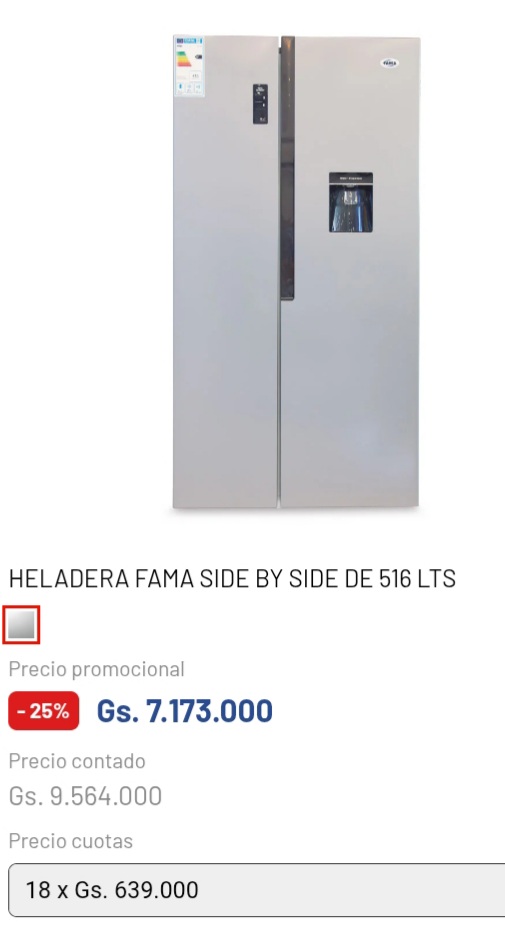 FAMA
HELADERA FAMA SIDE BY SIDE DE 516 LTS
Precio promocional
- 25% Gs. 7.173.000
Precio contado
Gs. 9.564.000
Precio cuotas
18 x Gs. 639.000